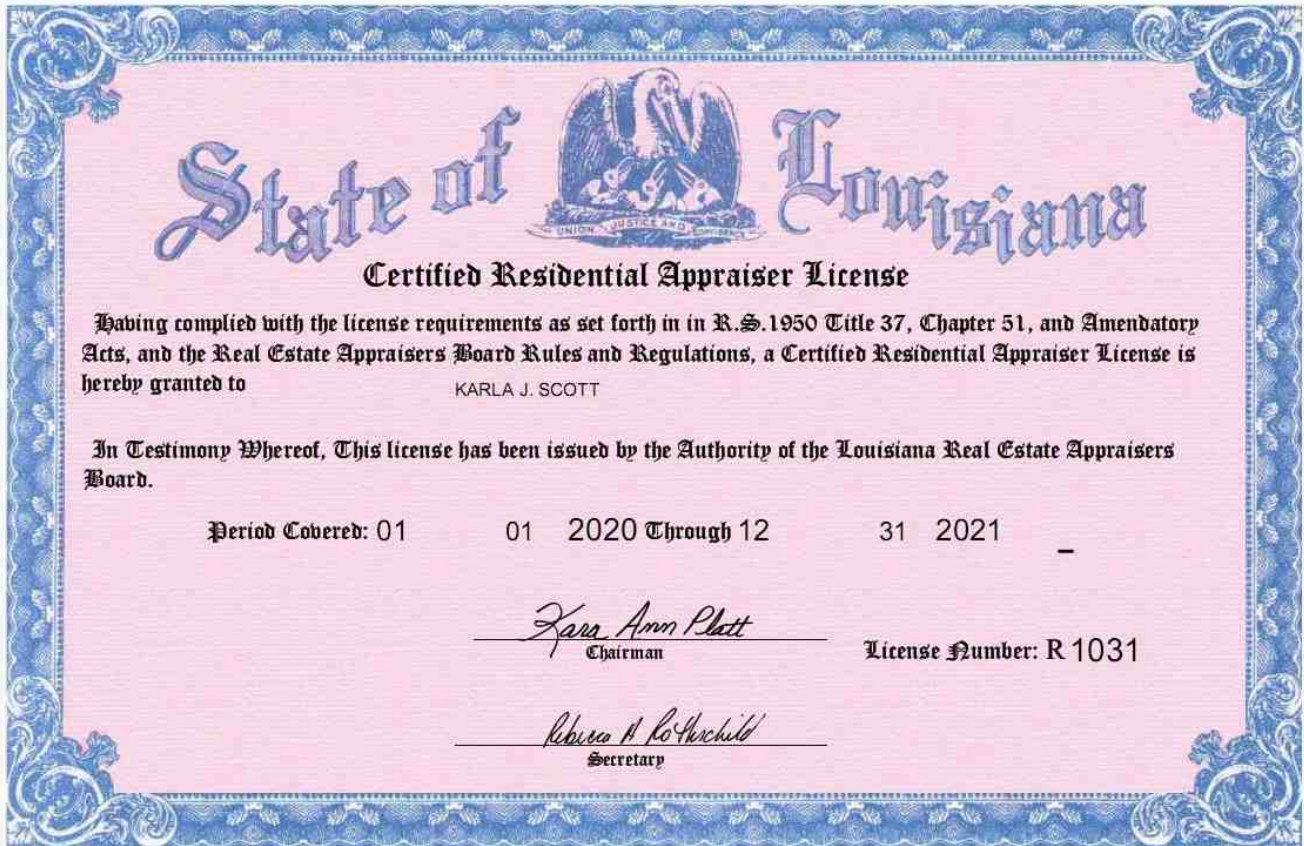 State of Louisiana
UNION JUSTICE AND CONFIDENCE
Certified Residential Appraiser License
Having complied with the license requirements as set forth in in R.S.1950 Title 37, Chapter 51, and Amendatory
Acts, and the Real Estate Appraisers Board Rules and Regulations, a Certified Residential Appraiser License is
hereby granted to KARLA J. SCOTT
In Testimony Whereof, This license has been issued by the Authority of the Louisiana Real Estate Appraisers
Board.
Period Covered: 01 01 2020 Through 12 31 2021 _
Kara Ann Platt
Chairman
License Number: R 1031
Rebecca A Rothschild
Secretary